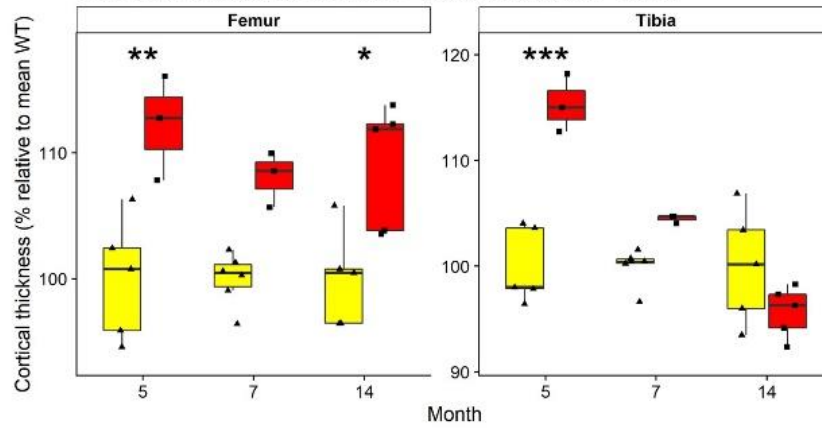 Femur
Tibia
Cortical thickness (% relative to mean WT)
** *
110
100
5 7 14
***
120
110
100
90
5 7 14
Month